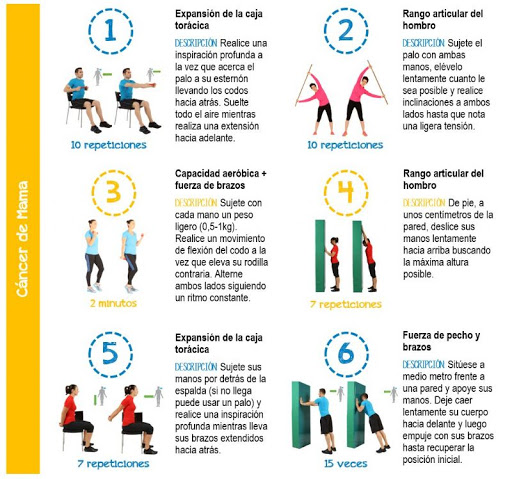 Cáncer de Mama
1
Expansión de la caja
torácica
DESCRIPCIÓN Realice una
inspiración profunda a
la vez que acerca el
palo a su esternón
llevando los codos
hacia atrás. Suelte
todo el aire mientras
realiza una extensión
hacia adelante.
10 repeticiones
2
Rango articular del
hombro
DESCRIPCIÓN Sujete el
palo con ambas
manos, elévelo
lentamente cuanto le
sea posible y realice
inclinaciones a ambos
lados hasta que note
una ligera tensión.
10 repeticiones
3
Capacidad aeróbica +
fuerza de brazos
DESCRIPCIÓN Sujete con
cada mano un peso
ligero (0,5-1kg).
Realice un movimiento
de flexión del codo a la
vez que eleva su rodilla
contraria. Alterne
ambos lados siguiendo
un ritmo constante.
2 minutos
4
Rango articular del
hombro
DESCRIPCIÓN De pie, a
unos centímetros de la
pared, deslice sus
manos lentamente
hacia arriba buscando
la máxima altura
posible.
7 repeticiones
5
Expansión de la caja
torácica
DESCRIPCIÓN Sujete sus
manos por detrás de la
espalda (si no llega
puede usar un palo) y
realice una inspiración
profunda mientras lleva
sus brazos extendidos
hacia atrás.
7 repeticiones
6
Fuerza de pecho y
brazos
DESCRIPCIÓN Sitúese a
medio metro frente a
una pared y apoye sus
manos. Deje caer
lentamente su cuerpo
hacia delante y luego
empuje con sus brazos
hasta recuperar la
posición inicial.
15 veces